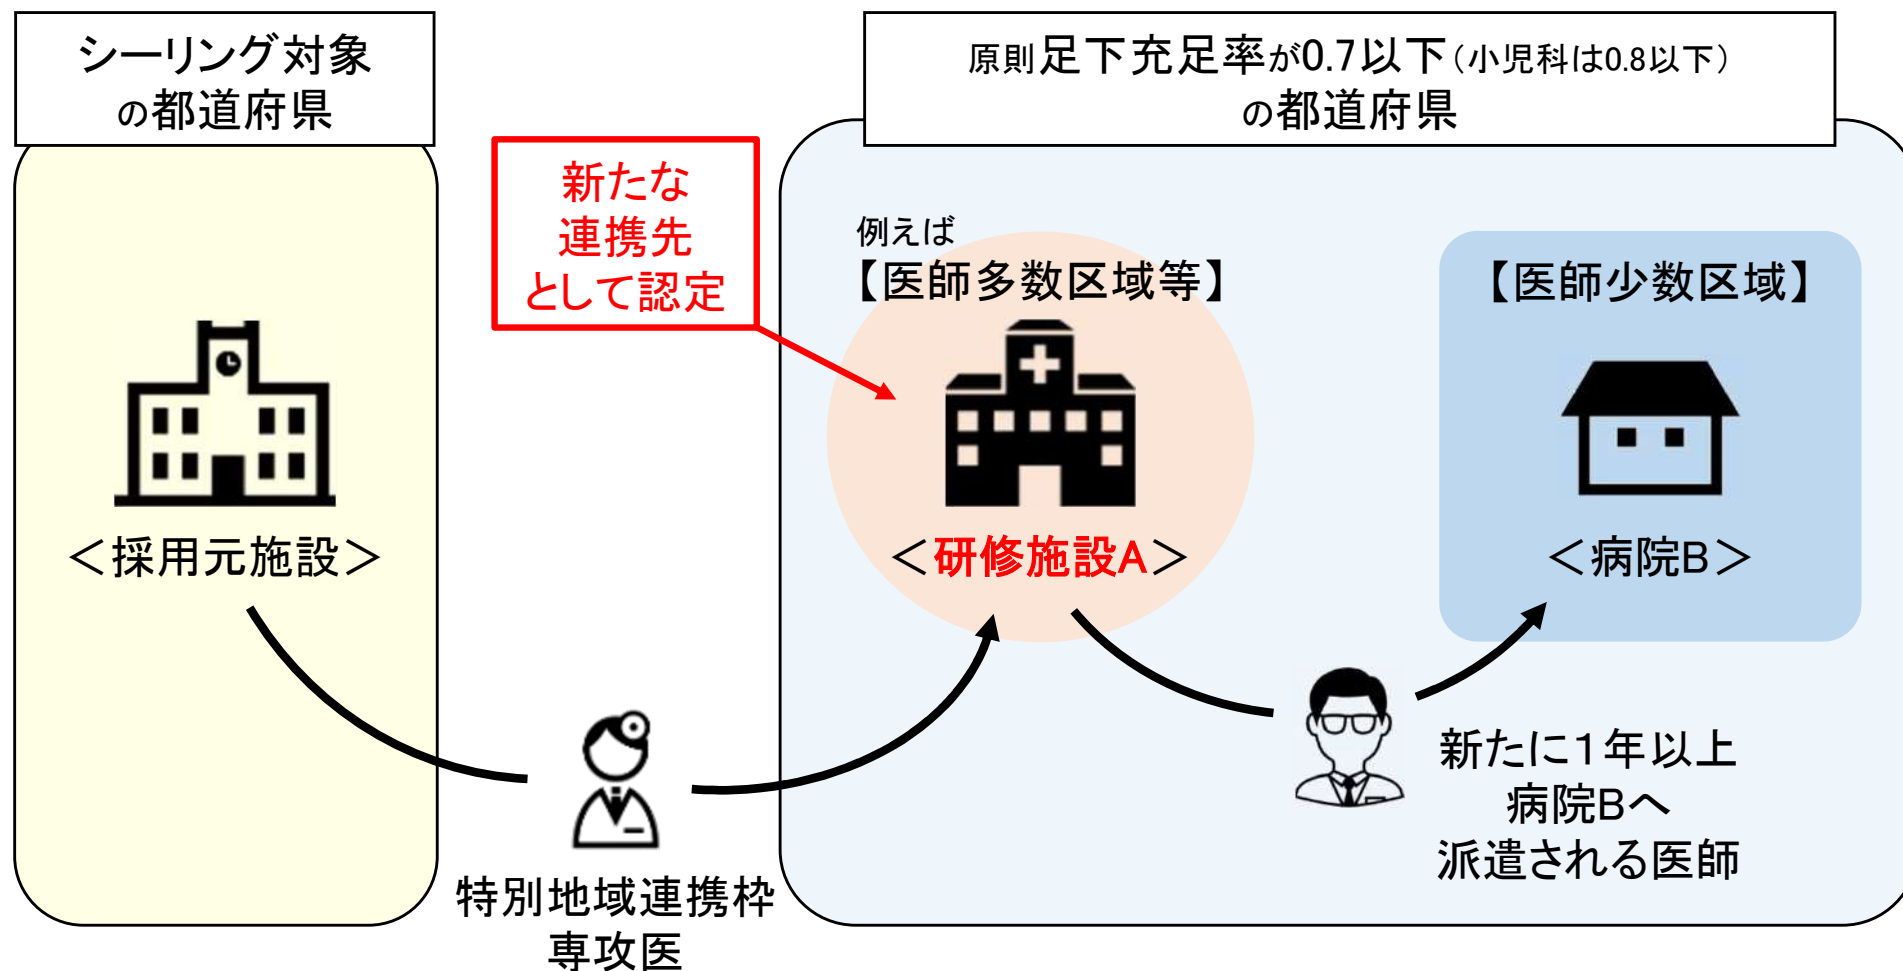 シーリング対象
の都道府県
原則足下充足率が0.7以下（小児科は0.8以下）
の都道府県
新たな
連携先
として認定
例えば
【医師多数区域等】
【医師少数区域】
＜採用元施設＞
＜研修施設A＞
＜病院B＞
特別地域連携枠
専攻医
新たに１年以上
病院Bへ
派遣される医師